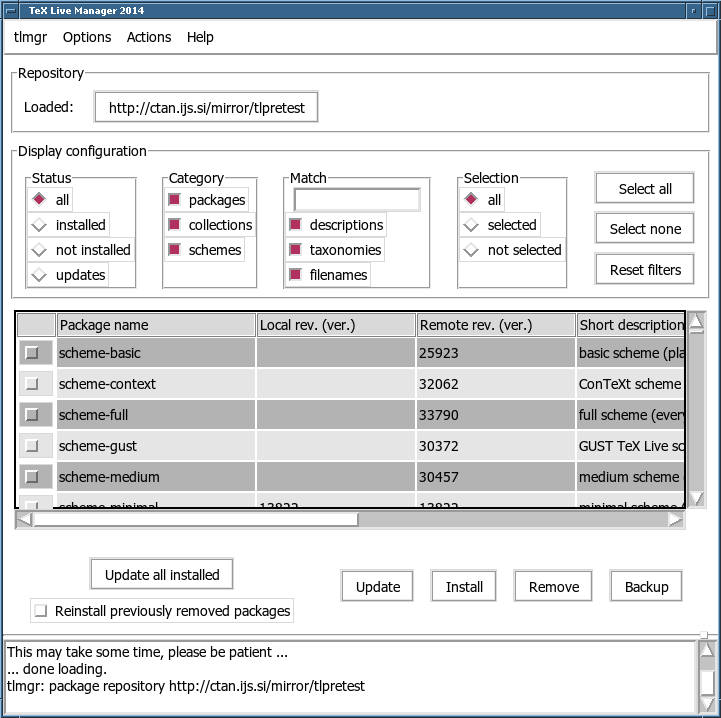 TeX Live Manager 2014
tlmgr Options Actions Help
Repository
Loaded: http://ctan.ijs.si/mirror/tlpretest
Display configuration
Status Category Match Selection
all packages all Select all
installed collections descriptions selected Select none
not installed schemes taxonomies not selected
updates filenames Reset filters
Package name Local rev. (ver.) Remote rev. (ver.) Short description
scheme-basic 25923 basic scheme (pla
scheme-context 32062 ConTeXt scheme
scheme-full 33790 full scheme (ever
scheme-gust 30372 GUST TeX Live sc
scheme-medium 30457 medium scheme
scheme-minimal 13822 13822 minimal scheme
Update all installed
Update Install Remove Backup
Reinstall previously removed packages
This may take some time, please be patient ...
... done loading.
tlmgr: package repository http://ctan.ijs.si/mirror/tlpretest